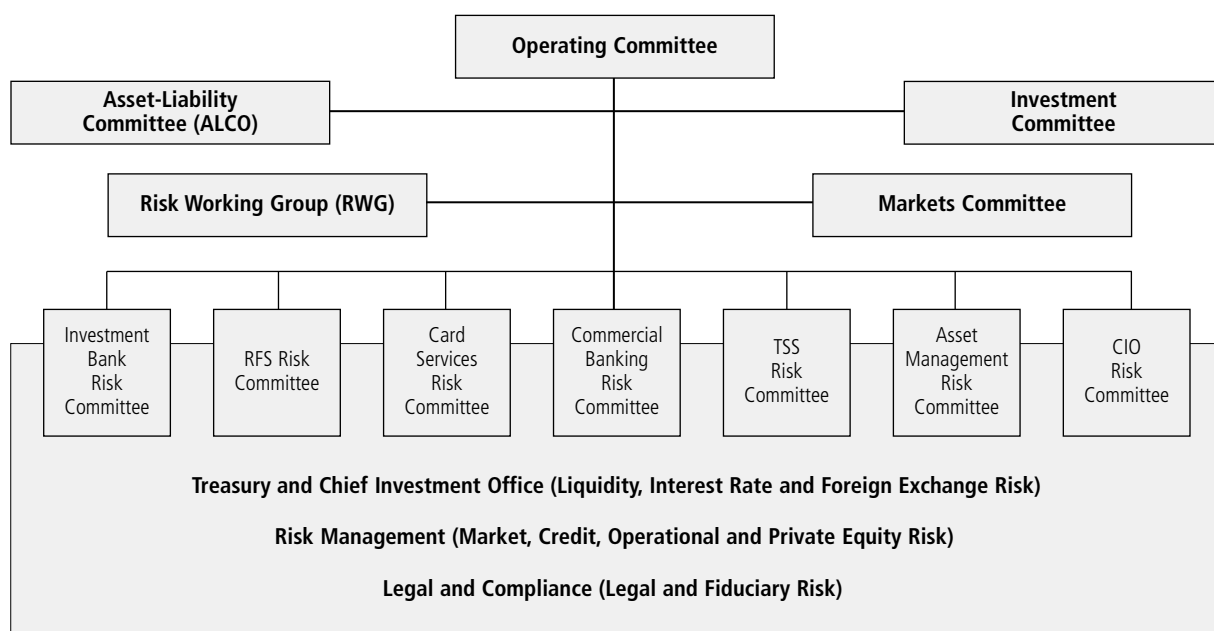 Operating Committee
Asset-Liability
Committee (ALCO)
Investment
Committee
Risk Working Group (RWG)
Markets Committee
Investment
Bank
Risk
Committee
RFS Risk
Committee
Card
Services
Risk
Committee
Commercial
Banking
Risk
Committee
TSS
Risk
Committee
Asset
Management
Risk
Committee
CIO
Risk
Committee
Treasury and Chief Investment Office (Liquidity, Interest Rate and Foreign Exchange Risk)
Risk Management (Market, Credit, Operational and Private Equity Risk)
Legal and Compliance (Legal and Fiduciary Risk)